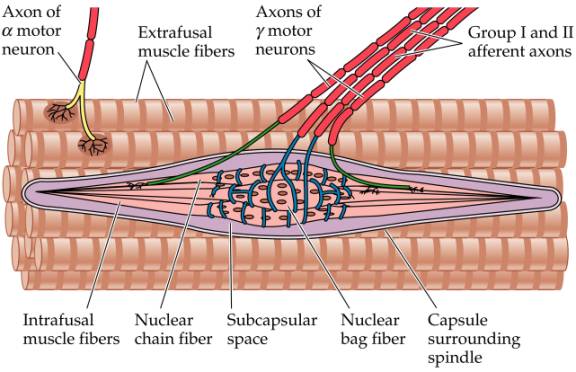 Axon of
α motor
neuron
Extrafusal
muscle fibers
Axons of
γ motor
neurons
Group I and II
afferent axons
Intrafusal
muscle fibers
Nuclear
chain fiber
Subcapsular
space
Nuclear
bag fiber
Capsule
surrounding
spindle